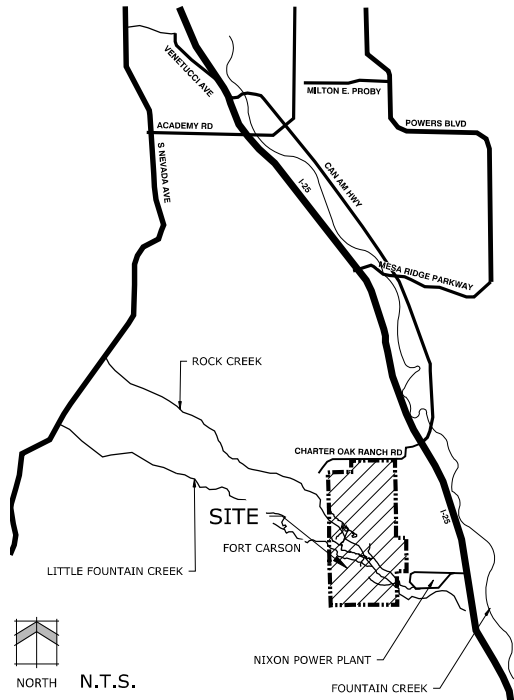 VENETUCCI AVE
MILTON E. PROBY
ACADEMY RD
POWERS BLVD
S NEVADA AVE
I-25
CAN AM HWY
MESA RIDGE PARKWAY
ROCK CREEK
CHARTER OAK RANCH RD
I-25
SITE
FORT CARSON
LITTLE FOUNTAIN CREEK
NIXON POWER PLANT
NORTH
N.T.S.
FOUNTAIN CREEK